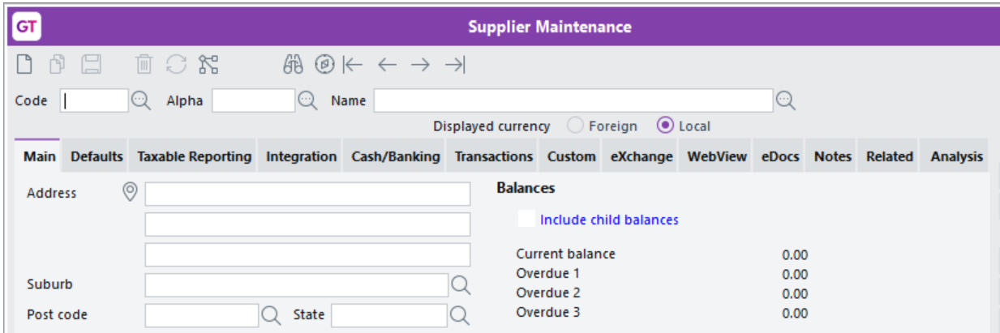 GT Supplier Maintenance
Code Alpha Name
Displayed currency Foreign Local
Main Defaults Taxable Reporting Integration Cash/Banking Transactions Custom eXchange WebView eDocs Notes Related Analysis
Address Balances
Include child balances
Current balance 0.00
Overdue 1 0.00
Suburb Overdue 2 0.00
Post code State Overdue 3 0.00